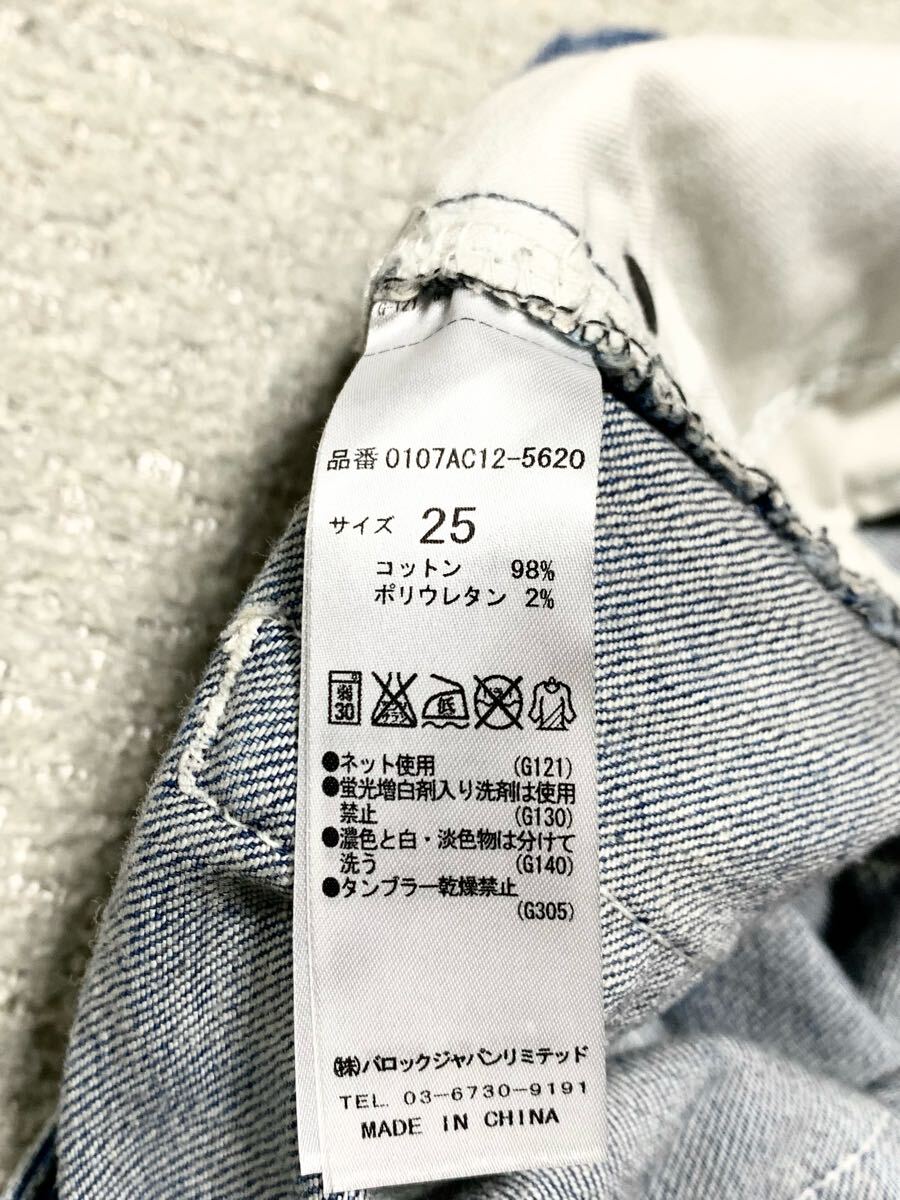 G-121
品番 0107AC12-5620
サイズ 25
コットン 98%
ポリウレタン 2%
弱
30
低
●ネット使用 (G121)
●蛍光増白剤入り洗剤は使用
禁止 (G130)
●濃色と白・淡色物は分けて
洗う (G140)
●タンブラー乾燥禁止
(G305)
㈱バロックジャパンリミテッド
TEL. 03-6730-9191
MADE IN CHINA